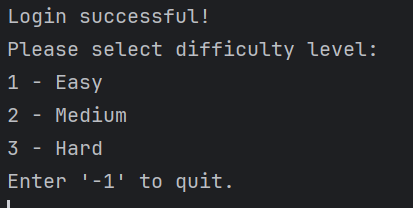 Login successful!
Please select difficulty level:
1 - Easy
2 - Medium
3 - Hard
Enter '-1' to quit.